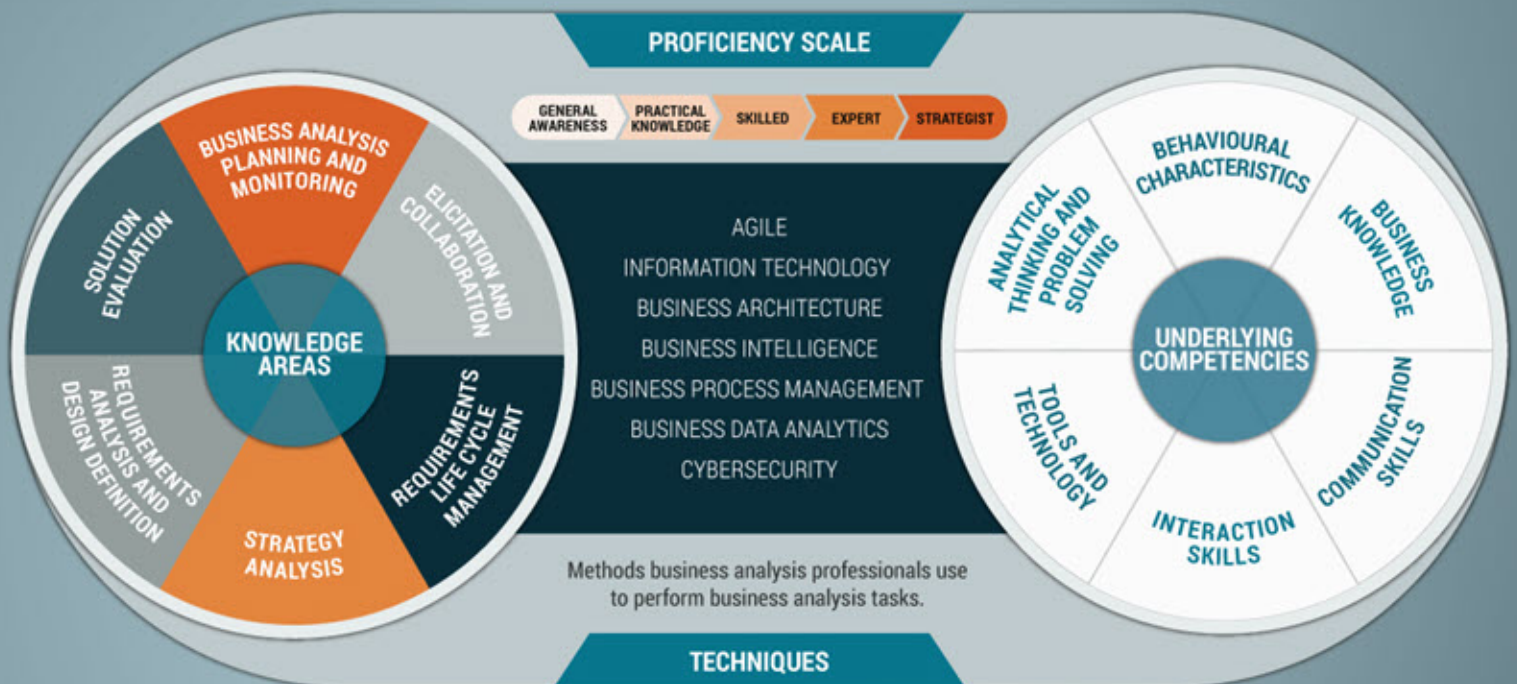 PROFICIENCY SCALE
GENERAL
AWARENESS
PRACTICAL
KNOWLEDGE
SKILLED
EXPERT
STRATEGIST
BUSINESS ANALYSIS
PLANNING AND
MONITORING
ELICITATION AND
COLLABORATION
REQUIREMENTS
LIFE CYCLE
MANAGEMENT
STRATEGY
ANALYSIS
REQUIREMENTS
ANALYSIS AND
DESIGN DEFINITION
SOLUTION
EVALUATION
KNOWLEDGE
AREAS
AGILE
INFORMATION TECHNOLOGY
BUSINESS ARCHITECTURE
BUSINESS INTELLIGENCE
BUSINESS PROCESS MANAGEMENT
BUSINESS DATA ANALYTICS
CYBERSECURITY
BEHAVIOURAL
CHARACTERISTICS
BUSINESS
KNOWLEDGE
COMMUNICATION
SKILLS
INTERACTION
SKILLS
TOOLS AND
TECHNOLOGY
ANALYTICAL
THINKING AND
PROBLEM
SOLVING
UNDERLYING
COMPETENCIES
Methods business analysis professionals use
to perform business analysis tasks.
TECHNIQUES